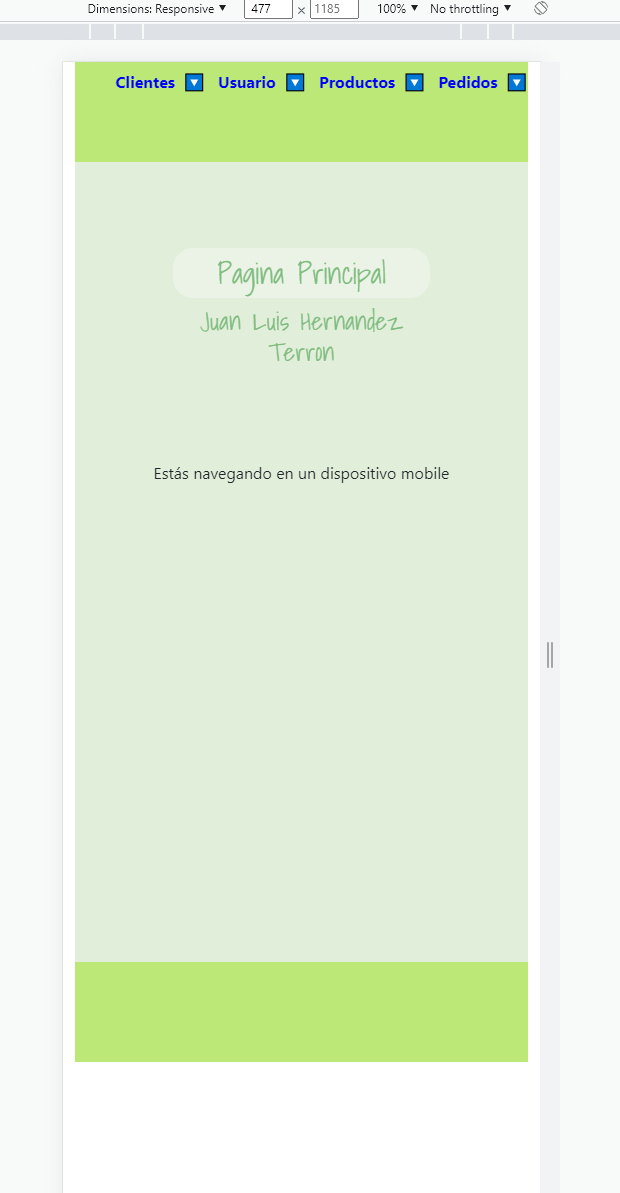 Dimensions: Responsive ▼ 477 × 1185 100% ▼ No throttling ▼
Clientes 🔽 Usuario 🔽 Productos 🔽 Pedidos 🔽
Pagina Principal
Juan Luis Hernandez
Terron
Estás navegando en un dispositivo mobile